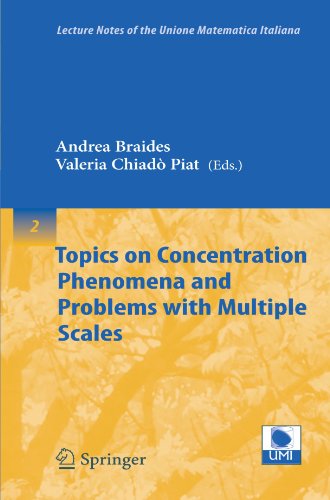 Lecture Notes of the Unione Matematica Italiana
Andrea Braides
Valeria Chiadò Piat (Eds.)
2
Topics on Concentration
Phenomena and
Problems with Multiple
Scales
Springer
UMI